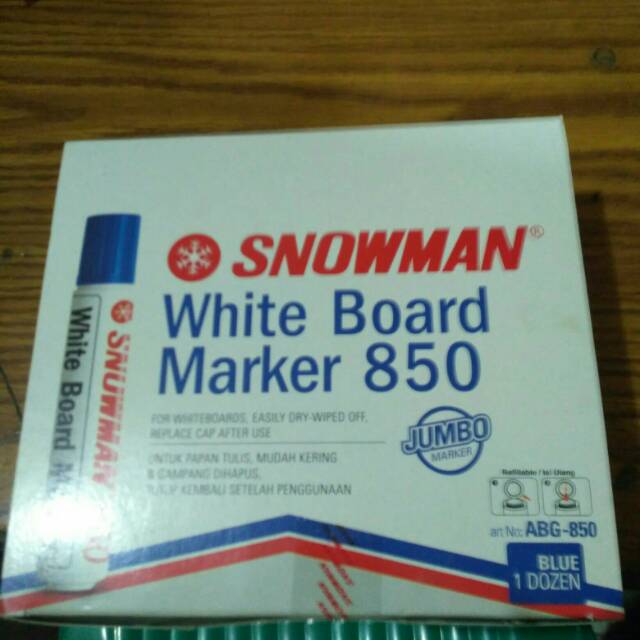 SNOWMAN®
White Board
Marker 850
FOR WHITEBOARDS, EASILY DRY-WIPED OFF,
REPLACE CAP AFTER USE
UNTUK PAPAN TULIS, MUDAH KERING
& GAMPANG DIHAPUS,
TUTUP KEMBALI SETELAH PENGGUNAAN
JUMBO
MARKER
Refillable / Isi Ulang
art No: ABG-850
BLUE
1 DOZEN
White Board
SNOWMAN